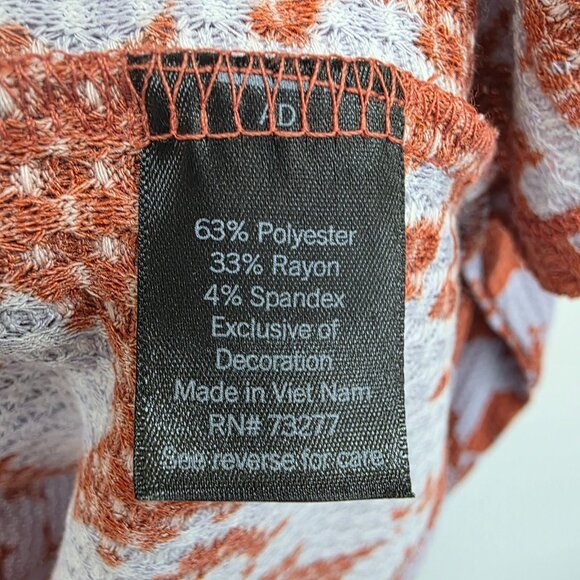 AD
63% Polyester
33% Rayon
4% Spandex
Exclusive of
Decoration
Made in Viet Nam
RN# 73277
See reverse for care